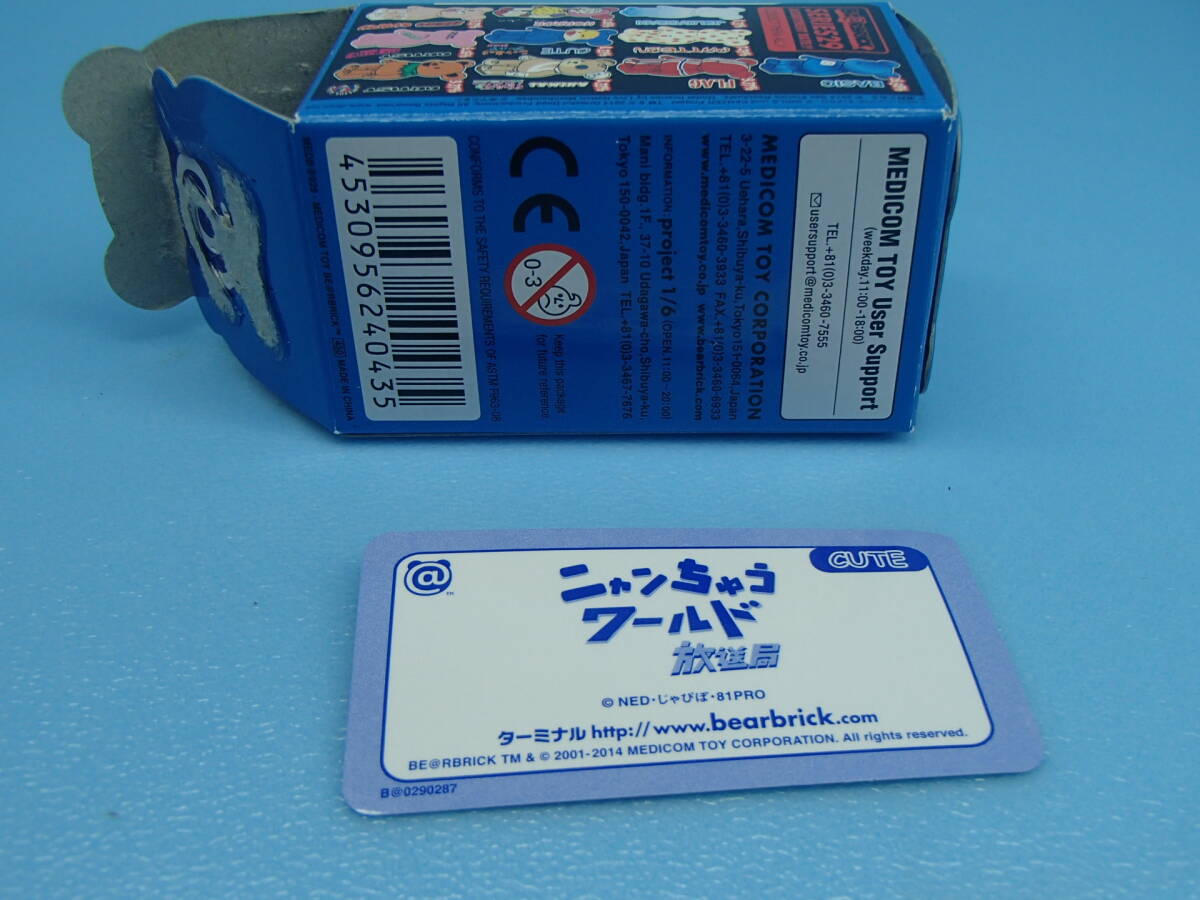 SERIES 29
BASIC
FLAG
PATTERN
CUTE
HORROR
ANIMAL
MEDICOM TOY User Support
(weekday.11:00-18:00)
TEL.+81(0)3-3460-7555
usersupport@medicomtoy.co.jp
MEDICOM TOY CORPORATION
3-22-5 Uehara,Shibuya-ku,Tokyo151-0064,Japan
TEL.+81(0)3-3460-3933 FAX.+81(0)3-3460-6933
www.medicomtoy.co.jp www.bearbrick.com
INFORMATION : project 1/6 (OPEN.11:00~20:00)
Mani bldg.1F., 37-10 Udagawa-cho,Shibuya-ku,
Tokyo 150-0042,Japan TEL.+81(0)3-3467-7676
CE
0-3
Keep this package
for future reference.
CONFORMS TO THE SAFETY REQUIREMENTS OF ASTM F963-08
4530956240435
MEDICOM TOY BE@RBRICK™ MADE IN CHINA
CUTE
@™
ニャンちゅう
ワールド
放送局
© NED・じゃぴぽ・81PRO
ターミナル http://www.bearbrick.com
BE@RBRICK TM & © 2001-2014 MEDICOM TOY CORPORATION. All rights reserved.
B@0290287